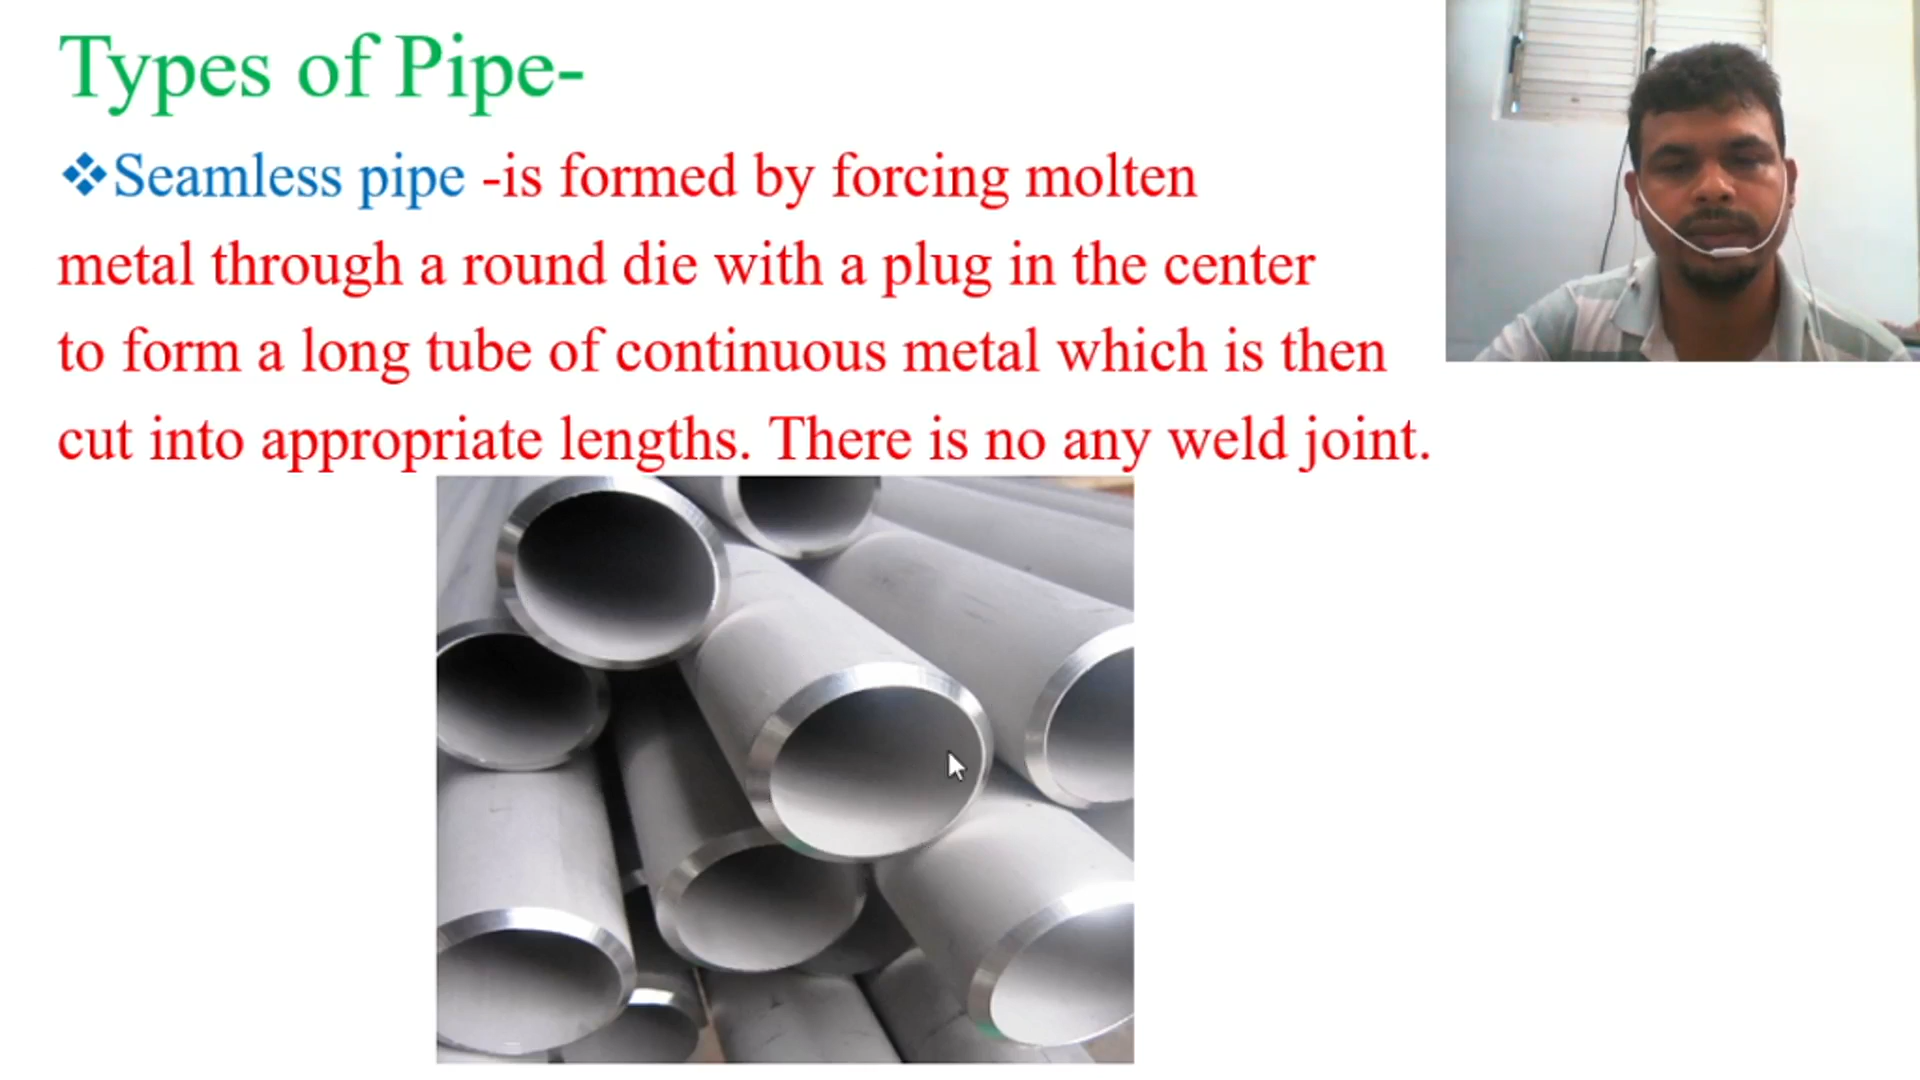 Types of Pipe-
❖Seamless pipe -is formed by forcing molten
metal through a round die with a plug in the center
to form a long tube of continuous metal which is then
cut into appropriate lengths. There is no any weld joint.